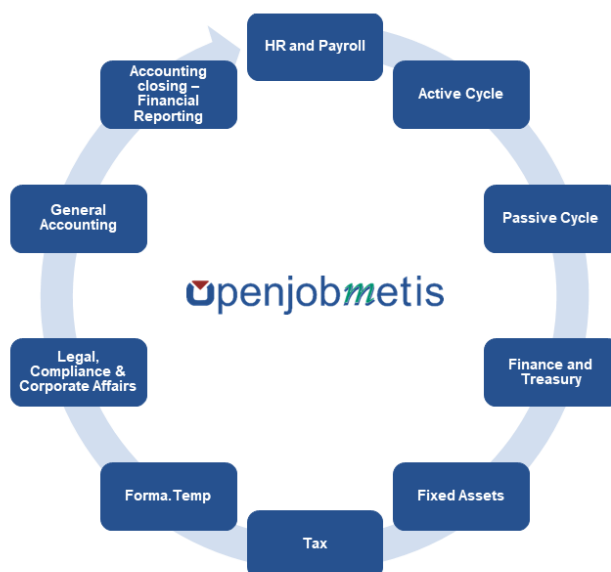 HR and Payroll
Active Cycle
Passive Cycle
Finance and
Treasury
Fixed Assets
Tax
Forma.Temp
Legal,
Compliance &
Corporate Affairs
General
Accounting
Accounting
closing –
Financial
Reporting
openjobmetis